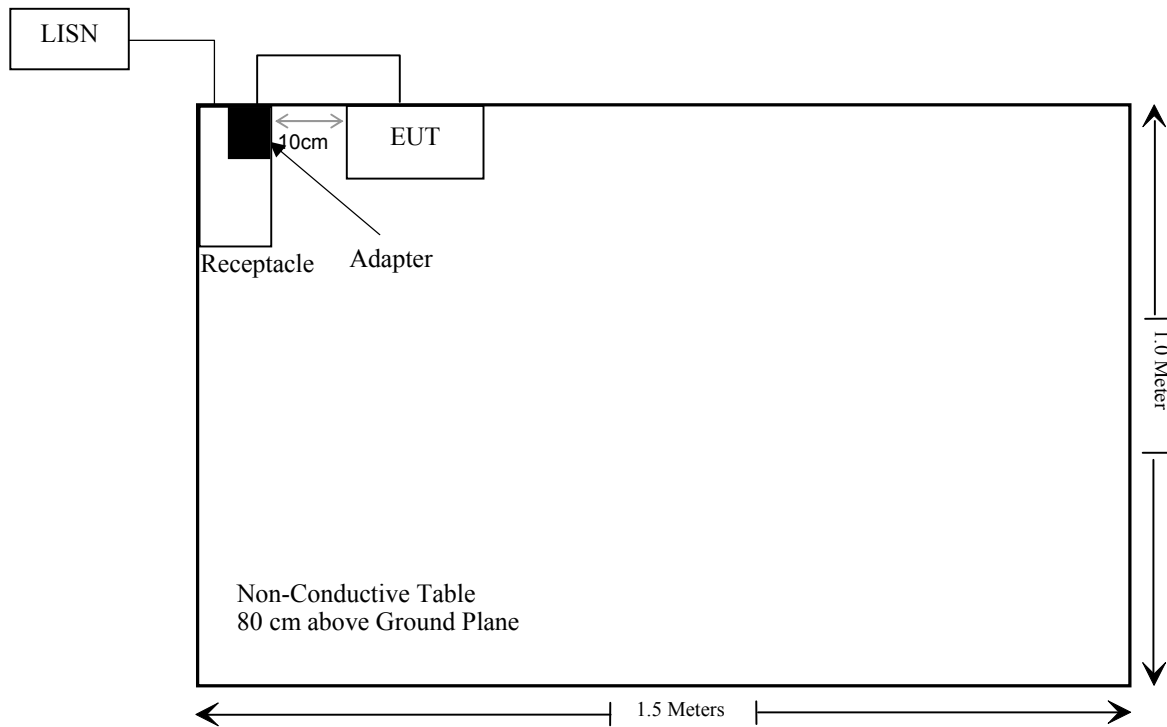 LISN
10cm
EUT
Receptacle
Adapter
1.0 Meter
Non-Conductive Table
80 cm above Ground Plane
1.5 Meters